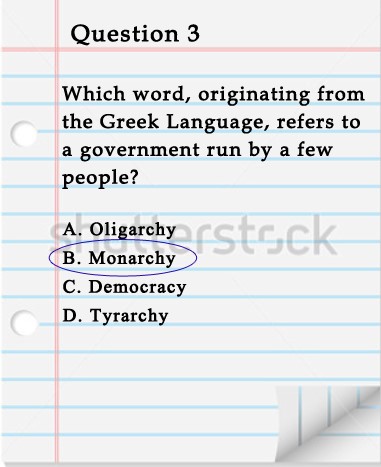 Question 3
Which word, originating from
the Greek Language, refers to
a government run by a few
people?
shutterstock
A. Oligarchy
B. Monarchy
C. Democracy
D. Tyrarchy